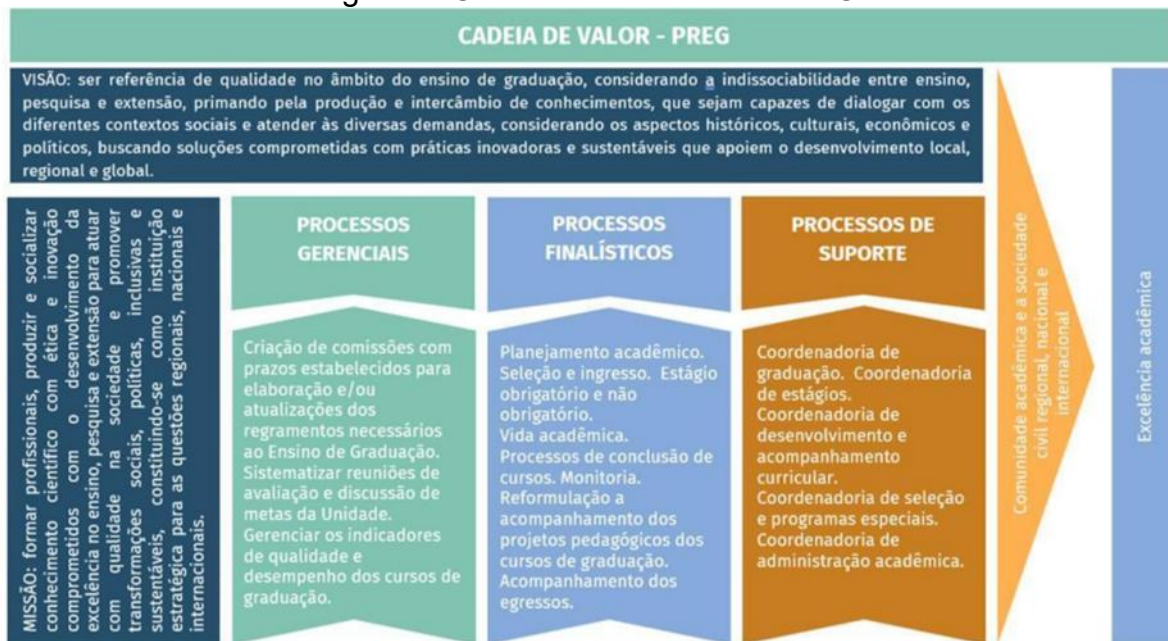 CADEIA DE VALOR - PREG
VISÃO: ser referência de qualidade no âmbito do ensino de graduação, considerando a indissociabilidade entre ensino,
pesquisa e extensão, primando pela produção e intercâmbio de conhecimentos, que sejam capazes de dialogar com os
diferentes contextos sociais e atender às diversas demandas, considerando os aspectos históricos, culturais, econômicos e
políticos, buscando soluções comprometidas com práticas inovadoras e sustentáveis que apoiem o desenvolvimento local,
regional e global.
MISSÃO: formar profissionais, produzir e socializar
conhecimento científico com ética e inovação
comprometidos com o desenvolvimento da
excelência no ensino, pesquisa e extensão para atuar
com qualidade na sociedade e promover
transformações sociais, políticas, inclusivas e
sustentáveis, constituindo-se como instituição
estratégica para as questões regionais, nacionais e
internacionais.
PROCESSOS
GERENCIAIS
Criação de comissões com
prazos estabelecidos para
elaboração e/ou
atualizações dos
regramentos necessários
ao Ensino de Graduação.
Sistematizar reuniões de
avaliação e discussão de
metas da Unidade.
Gerenciar os indicadores
de qualidade e
desempenho dos cursos de
graduação.
PROCESSOS
FINALÍSTICOS
Planejamento acadêmico.
Seleção e ingresso. Estágio
obrigatório e não
obrigatório.
Vida acadêmica.
Processos de conclusão de
cursos. Monitoria.
Reformulação a
acompanhamento dos
projetos pedagógicos dos
cursos de graduação.
Acompanhamento dos
egressos.
PROCESSOS DE
SUPORTE
Coordenadoria de
graduação. Coordenadoria
de estágios.
Coordenadoria de
desenvolvimento e
acompanhamento
curricular.
Coordenadoria de seleção
e programas especiais.
Coordenadoria de
administração acadêmica.
Comunidade acadêmica e a sociedade
civil regional, nacional e
internacional
Excelência acadêmica